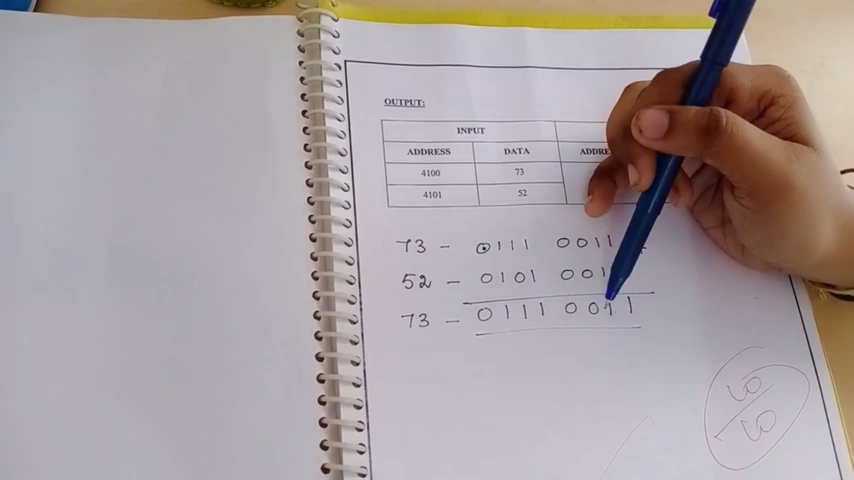 OUTPUT:
INPUT
ADDRESS DATA
4100 73
4101 52
73 - 0111 0011
52 - 0101 001
73 - 0111 0011